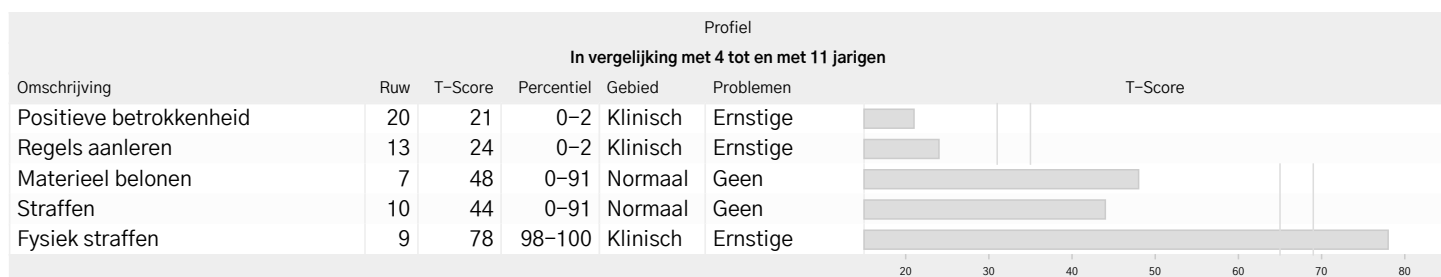 Profiel
In vergelijking met 4 tot en met 11 jarigen
Omschrijving Ruw T-Score Percentiel Gebied Problemen T-Score
Positieve betrokkenheid 20 21 0–2 Klinisch Ernstige
Regels aanleren 13 24 0–2 Klinisch Ernstige
Materieel belonen 7 48 0–91 Normaal Geen
Straffen 10 44 0–91 Normaal Geen
Fysiek straffen 9 78 98–100 Klinisch Ernstige
20 30 40 50 60 70 80